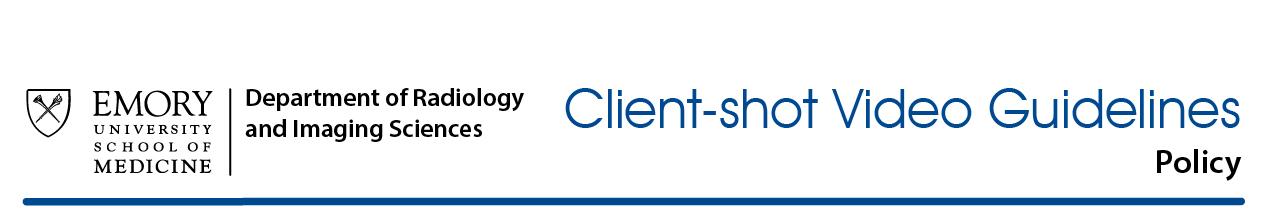 EMORY
UNIVERSITY
SCHOOL OF
MEDICINE
Department of Radiology
and Imaging Sciences
Client-shot Video Guidelines
Policy